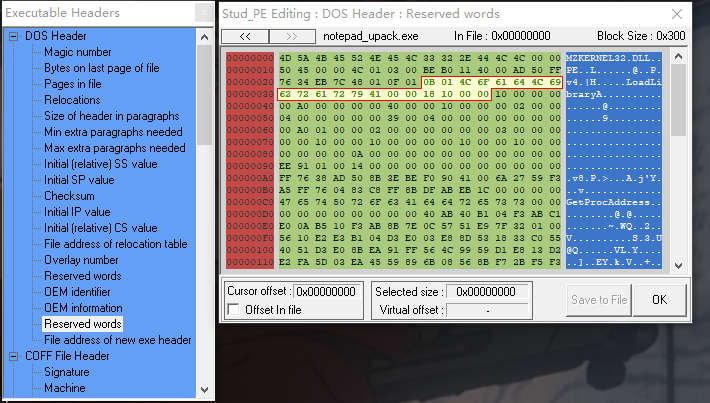 Executable Headers
DOS Header
Magic number
Bytes on last page of file
Pages in file
Relocations
Size of header in paragraphs
Min extra paragraphs needed
Max extra paragraphs needed
Initial (relative) SS value
Initial SP value
Checksum
Initial IP value
Initial (relative) CS value
File address of relocation table
Overlay number
Reserved words
OEM identifier
OEM information
Reserved words
File address of new exe header
COFF File Header
Signature
Machine
Stud_PE Editing : DOS Header : Reserved words
<< >> notepad_upack.exe In File : 0x00000000 Block Size : 0x300
00000000 4D 5A 4B 45 52 4E 45 4C 33 32 2E 44 4C 4C 00 00 MZKERNEL32.DLL..
00000010 50 45 00 00 4C 01 03 00 BE B0 11 40 00 AD 50 FF PE..L......@..P.
00000020 76 34 EB 7C 48 01 0F 01 0B 01 4C 6F 61 64 4C 69 v4.|H.....LoadLi
00000030 62 72 61 72 79 41 00 00 18 10 00 00 10 00 00 00 braryA..........
00000040 00 A0 00 00 00 00 40 00 00 10 00 00 00 02 00 00 ......@.........
00000050 04 00 00 00 00 00 39 00 04 00 00 00 00 00 00 00 ......9.........
00000060 00 A0 01 00 00 02 00 00 00 00 00 00 02 00 00 00 ................
00000070 00 00 10 00 00 10 00 00 00 00 10 00 00 10 00 00 ................
00000080 00 00 00 00 0A 00 00 00 00 00 00 00 00 00 00 00 ................
00000090 EE 91 01 00 14 00 00 00 00 00 00 00 00 00 00 00 ................
000000A0 FF 76 38 AD 50 8B 3E BE F0 90 41 00 6A 27 59 F3 .v8.P.>...A.j'Y.
000000B0 A5 FF 76 04 83 C8 FF 8B DF AB EB 1C 00 00 00 00 ..v.............
000000C0 47 65 74 50 72 6F 63 41 64 64 72 65 73 73 00 00 GetProcAddress..
000000D0 00 00 00 00 00 00 00 00 40 AB 40 B1 04 F3 AB C1 ........@.@.....
000000E0 E0 0A B5 10 F3 AB 8B 7E 0C 57 51 E9 7F 32 01 00 .......~.WQ..2..
000000F0 56 10 E2 E3 B1 04 D3 E0 03 E8 8D 53 18 33 C0 55 V..........S.3.U
00000100 40 51 D3 E0 8B EA 91 FF 56 4C 99 59 D1 E8 13 D2 @Q......VL.Y....
00000110 E2 FA 5D 03 EA 45 59 89 6B 08 56 8B F7 2B F5 F3 ..]..EY.k.V..+..
Cursor offset : 0x00000000
Offset In file
Selected size : 0x00000000
Virtual offset : -
Save to File
OK